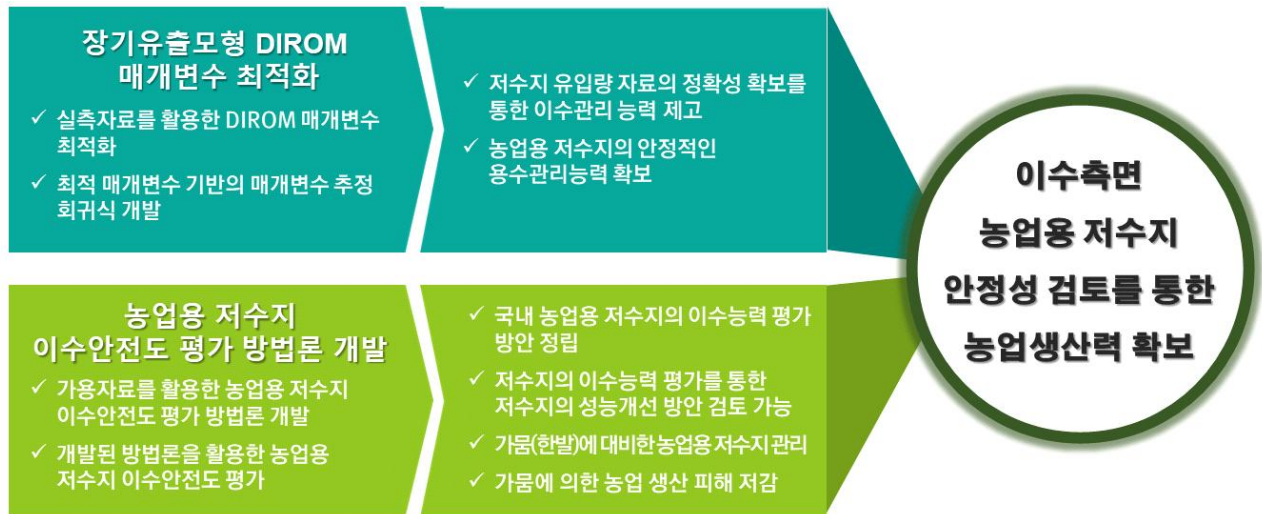 장기유출모형 DIROM
매개변수 최적화
✓ 실측자료를 활용한 DIROM 매개변수
최적화
✓ 최적 매개변수 기반의 매개변수 추정
회귀식 개발
✓ 저수지 유입량 자료의 정확성 확보를
통한 이수관리 능력 제고
✓ 농업용 저수지의 안정적인
용수관리능력 확보
농업용 저수지
이수안전도 평가 방법론 개발
✓ 가용자료를 활용한 농업용 저수지
이수안전도 평가 방법론 개발
✓ 개발된 방법론을 활용한 농업용
저수지 이수안전도 평가
✓ 국내 농업용 저수지의 이수능력 평가
방안 정립
✓ 저수지의 이수능력 평가를 통한
저수지의 성능개선 방안 검토 가능
✓ 가뭄(한발)에 대비한 농업용 저수지 관리
✓ 가뭄에 의한 농업 생산 피해 저감
이수측면
농업용 저수지
안정성 검토를 통한
농업생산력 확보